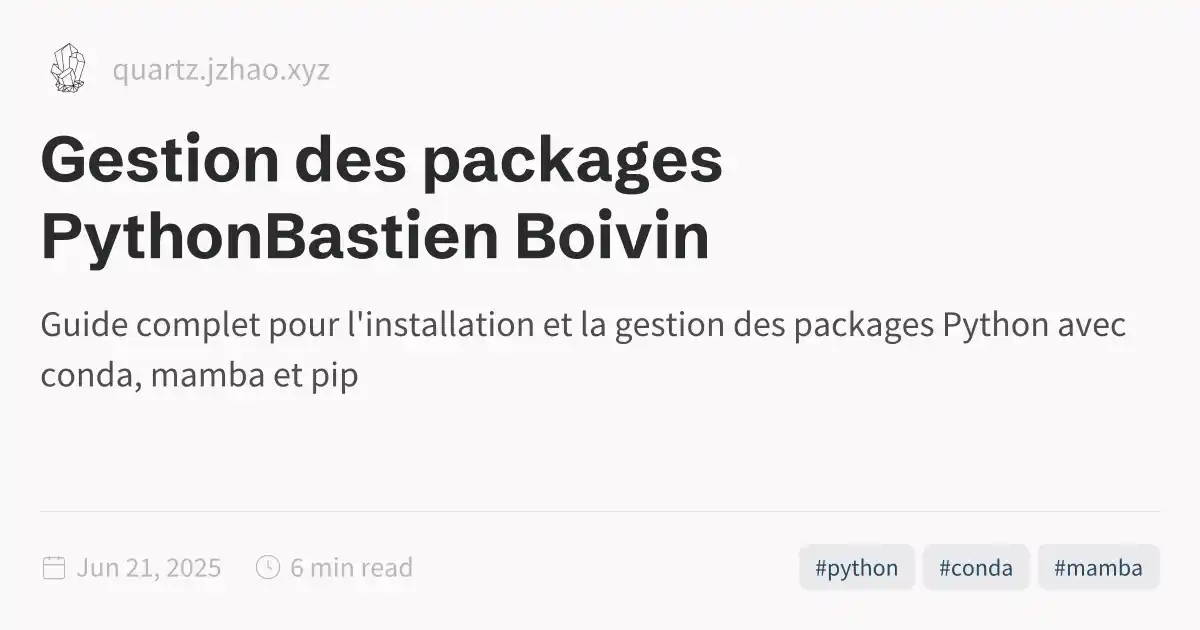 quartz.jzhao.xyz
Gestion des packages
PythonBastien Boivin
Guide complet pour l'installation et la gestion des packages Python avec
conda, mamba et pip
Jun 21, 2025 6 min read #python #conda #mamba